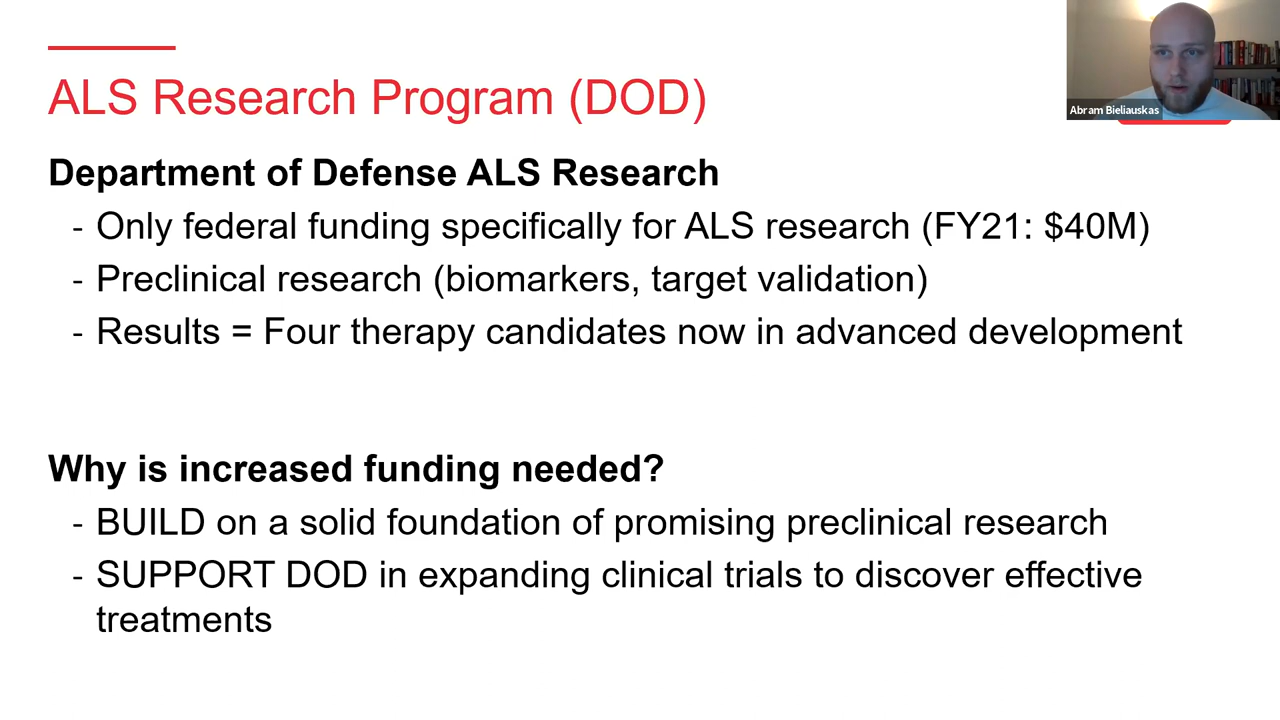 ALS Research Program (DOD)
Abram Bieliauskas
Department of Defense ALS Research
- Only federal funding specifically for ALS research (FY21: $40M)
- Preclinical research (biomarkers, target validation)
- Results = Four therapy candidates now in advanced development
Why is increased funding needed?
- BUILD on a solid foundation of promising preclinical research
- SUPPORT DOD in expanding clinical trials to discover effective
treatments